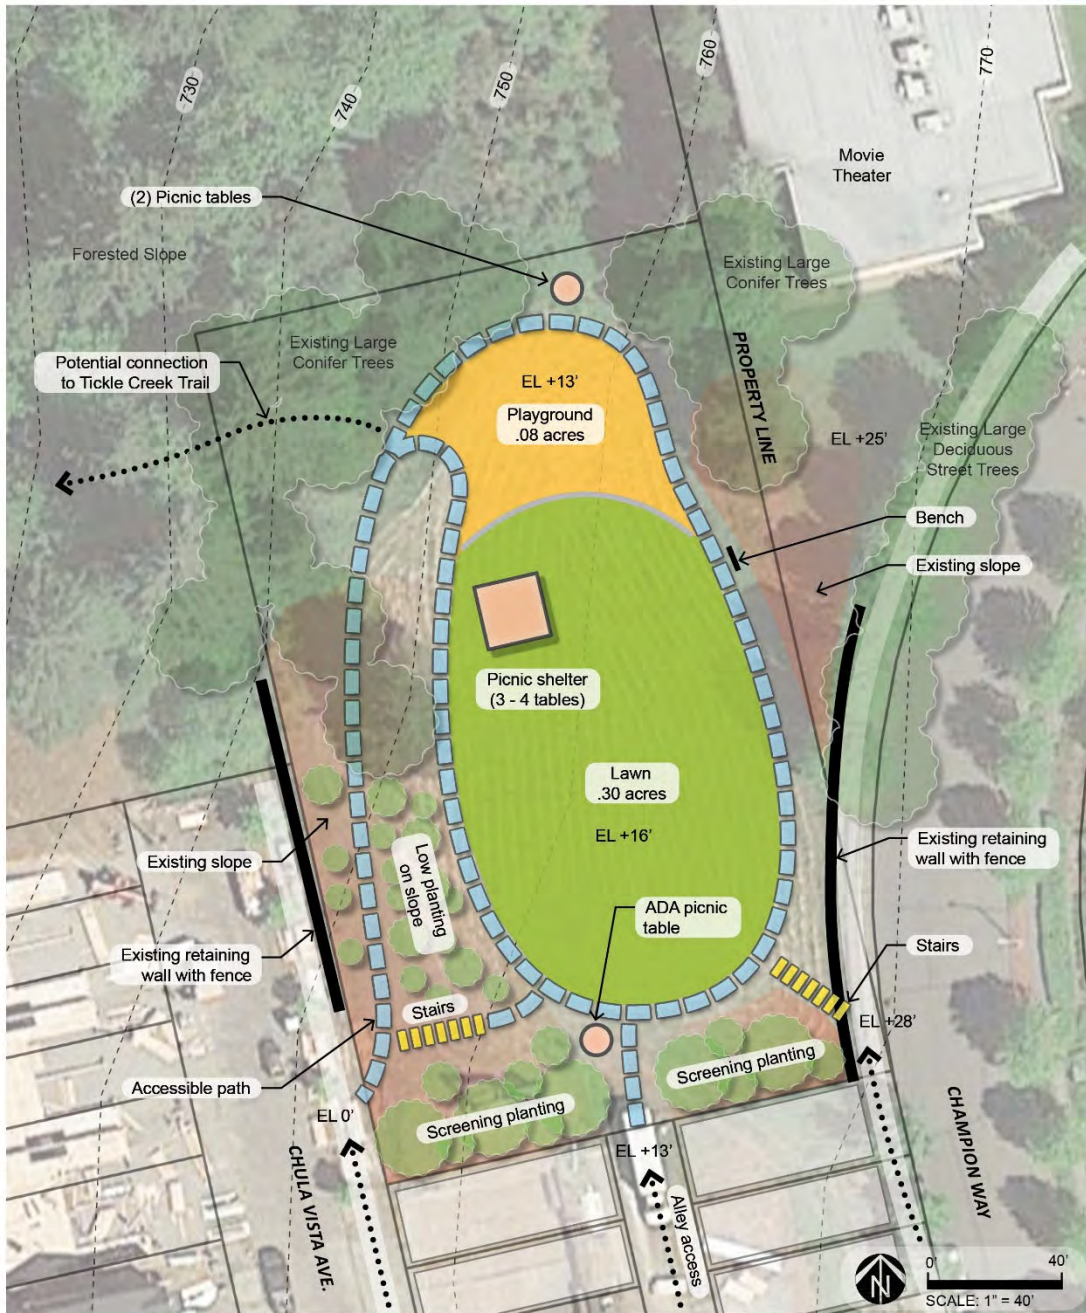 730
740
750
760
770
Movie
Theater
(2) Picnic tables
Forested Slope
Existing Large
Conifer Trees
Existing Large
Conifer Trees
Potential connection
to Tickle Creek Trail
PROPERTY LINE
EL +13'
Playground
.08 acres
EL +25'
Existing Large
Deciduous
Street Trees
Bench
Existing slope
Picnic shelter
(3 - 4 tables)
Lawn
.30 acres
EL +16'
Existing slope
Low planting
on slope
Existing retaining
wall with fence
ADA picnic
table
Existing retaining
wall with fence
Stairs
Stairs
EL +28'
Accessible path
Screening planting
Screening planting
EL 0'
EL +13'
CHULA VISTA AVE.
Alley access
CHAMPION WAY
N
0'
40'
SCALE: 1" = 40'